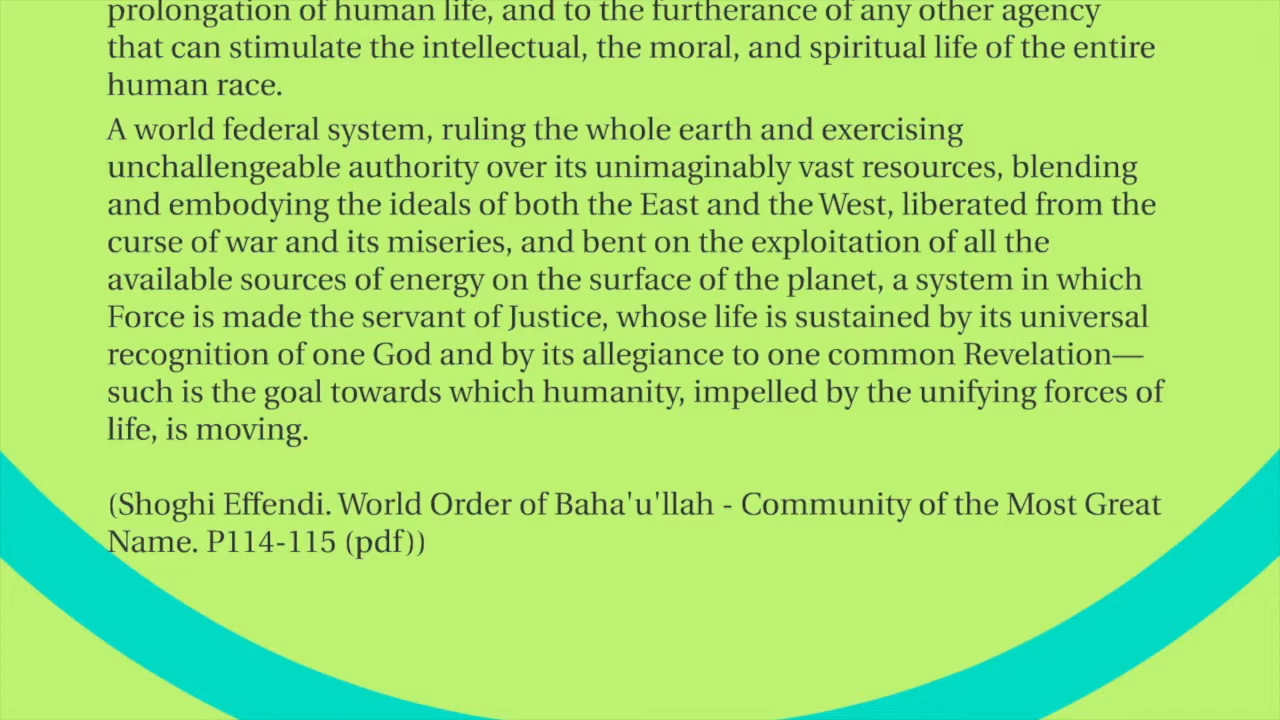 prolongation of human life, and to the furtherance of any other agency
that can stimulate the intellectual, the moral, and spiritual life of the entire
human race.
A world federal system, ruling the whole earth and exercising
unchallengeable authority over its unimaginably vast resources, blending
and embodying the ideals of both the East and the West, liberated from the
curse of war and its miseries, and bent on the exploitation of all the
available sources of energy on the surface of the planet, a system in which
Force is made the servant of Justice, whose life is sustained by its universal
recognition of one God and by its allegiance to one common Revelation—
such is the goal towards which humanity, impelled by the unifying forces of
life, is moving.
(Shoghi Effendi. World Order of Baha'u'llah - Community of the Most Great
Name. P114-115 (pdf))